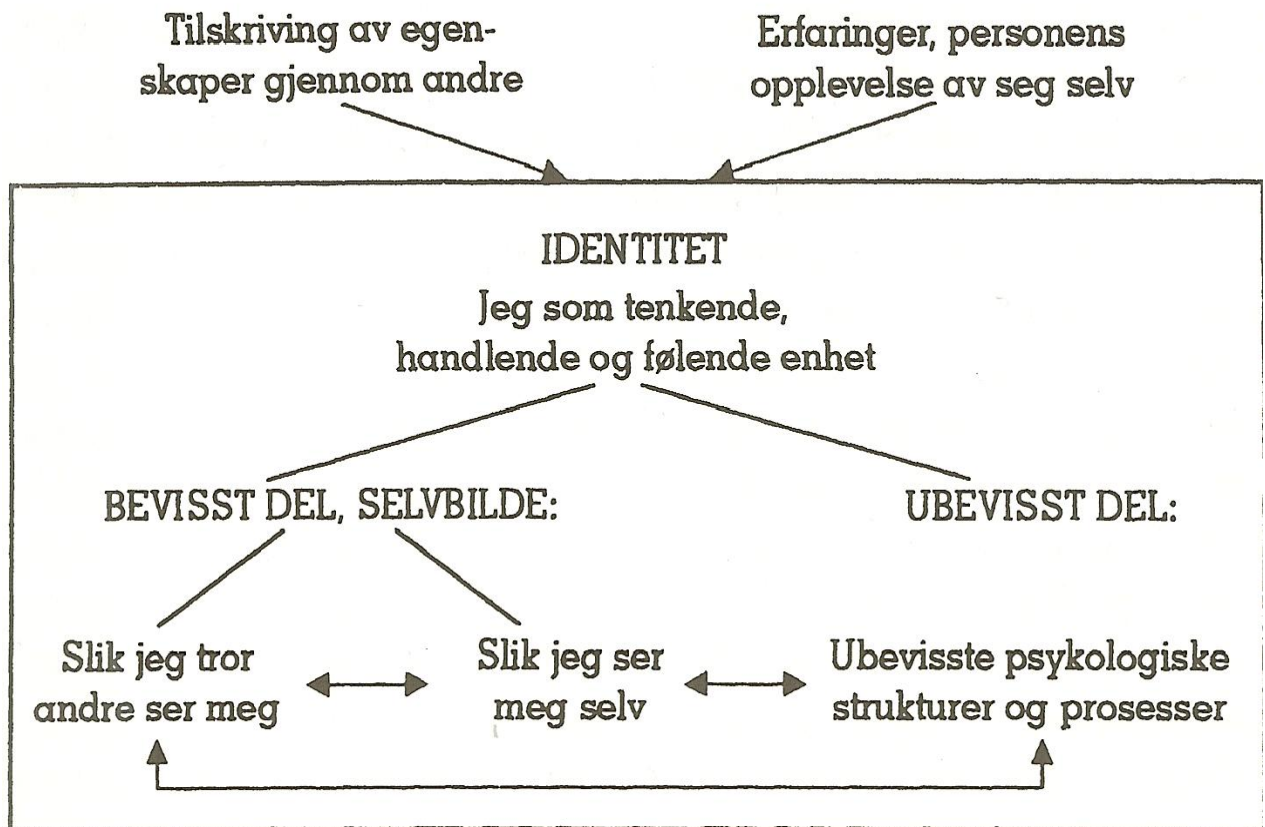 Tilskriving av egen-
skaper gjennom andre
Erfaringer, personens
opplevelse av seg selv
IDENTITET
Jeg som tenkende,
handlende og følende enhet
BEVISST DEL, SELVBILDE:
UBEVISST DEL:
Slik jeg tror
andre ser meg
Slik jeg ser
meg selv
Ubevisste psykologiske
strukturer og prosesser